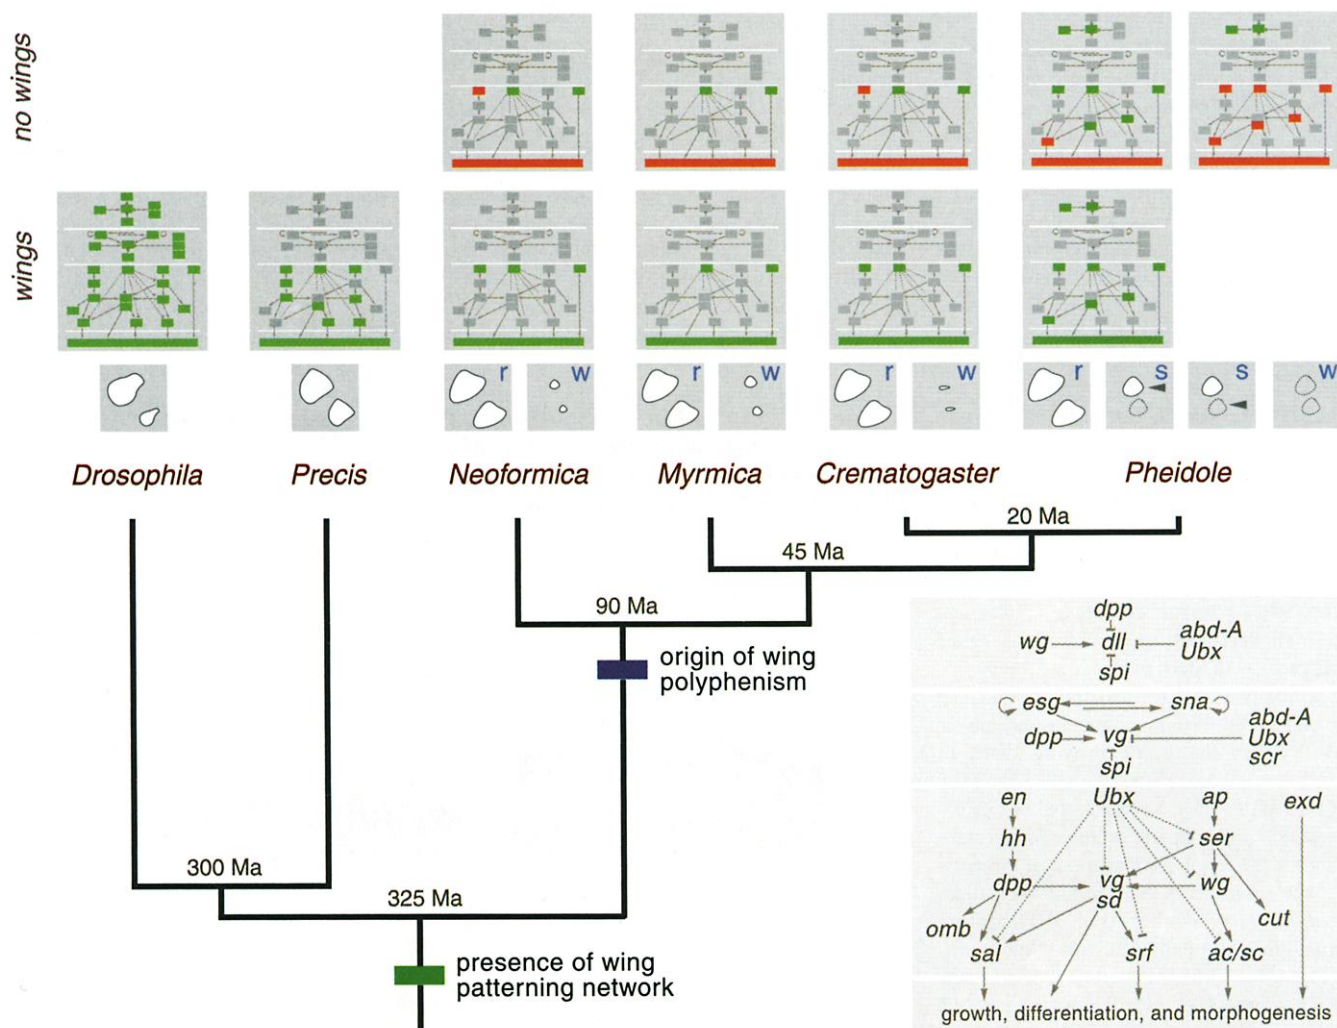 no wings
wings
r
w
r
w
r
w
r
s
s
w
Drosophila
Precis
Neoformica
Myrmica
Crematogaster
Pheidole
20 Ma
45 Ma
90 Ma
origin of wing
polyphenism
300 Ma
325 Ma
presence of wing
patterning network
dpp
wg
dll
abd-A
Ubx
spi
esg
sna
dpp
vg
abd-A
Ubx
scr
spi
en
Ubx
ap
exd
hh
ser
dpp
vg
sd
wg
omb
cut
sal
srf
ac/sc
growth, differentiation, and morphogenesis